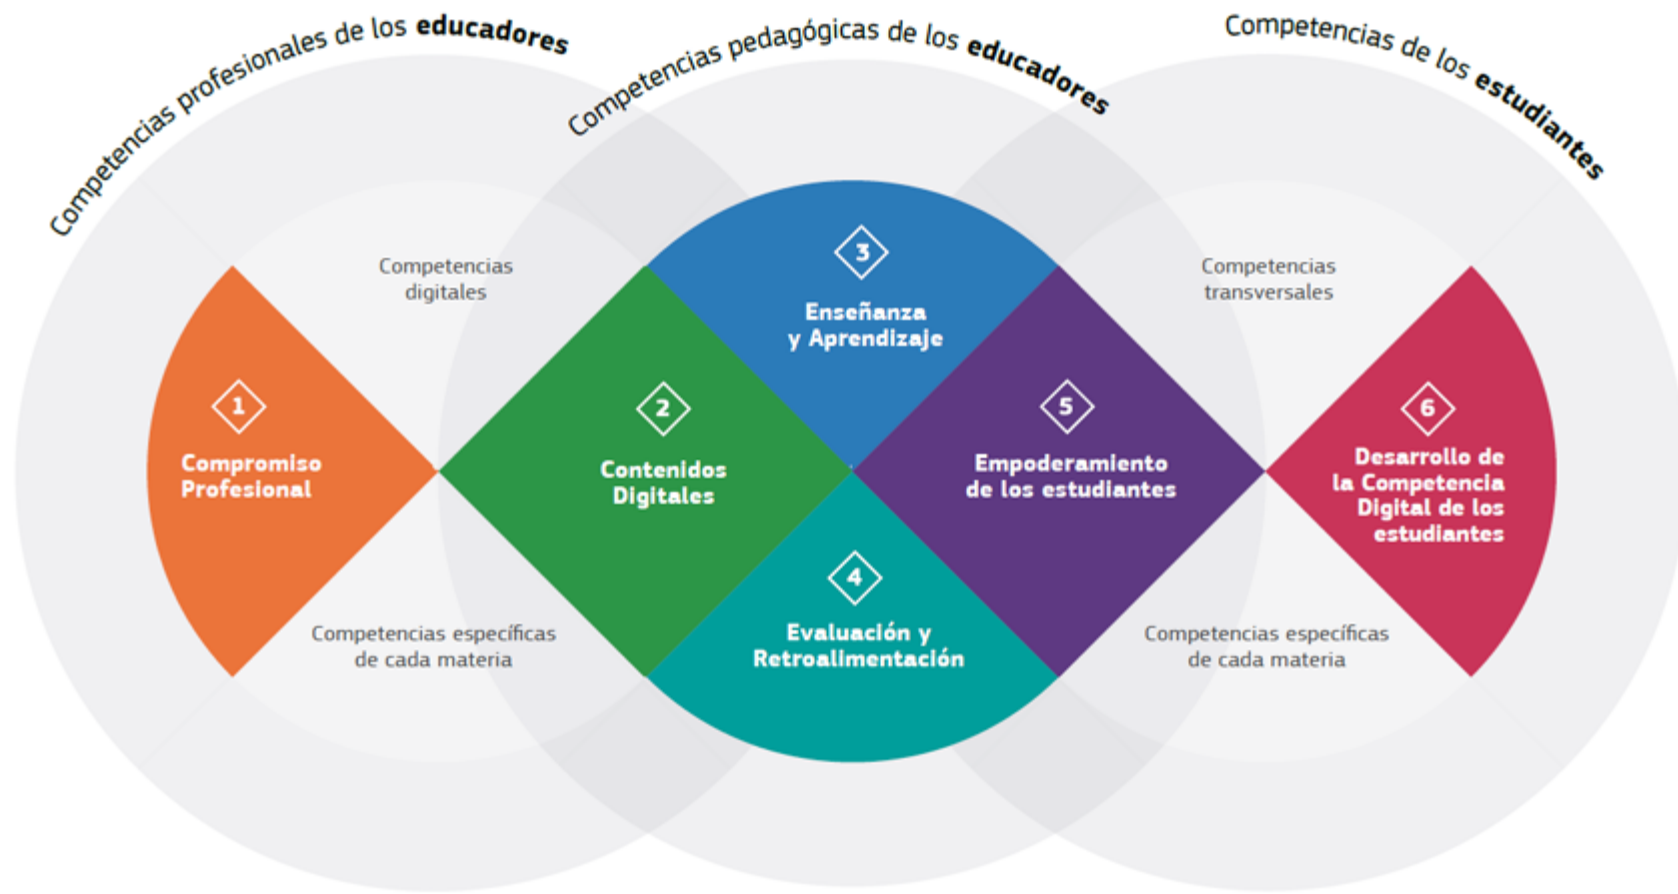 Competencias profesionales de los educadores
Competencias pedagógicas de los educadores
Competencias de los estudiantes
Competencias
digitales
Competencias
transversales
1
Compromiso
Profesional
2
Contenidos
Digitales
3
Enseñanza
y Aprendizaje
4
Evaluación y
Retroalimentación
5
Empoderamiento
de los estudiantes
6
Desarrollo de
la Competencia
Digital de los
estudiantes
Competencias específicas
de cada materia
Competencias específicas
de cada materia